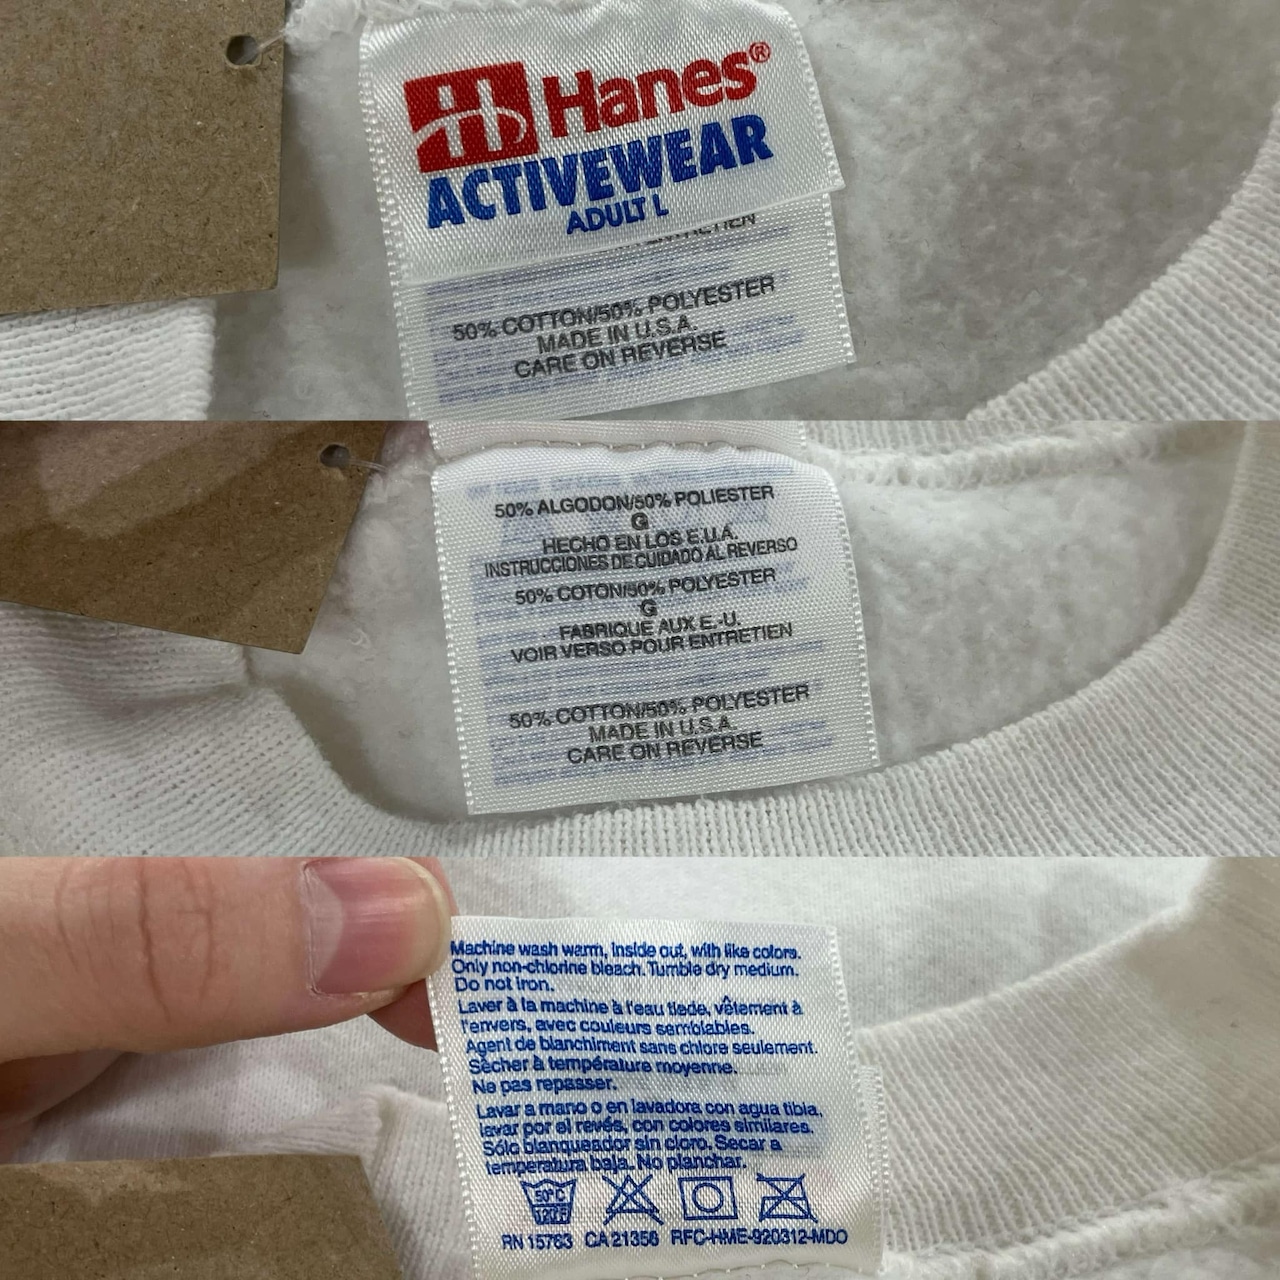 Hanes®
ACTIVEWEAR
ADULT L
ENTRETIEN
50% COTTON/50% POLYESTER
MADE IN U.S.A.
CARE ON REVERSE
50% ALGODON/50% POLIESTER
G
HECHO EN LOS E.U.A.
INSTRUCCIONES DE CUIDADO AL REVERSO
50% COTON/50% POLYESTER
G
FABRIQUE AUX E.-U.
VOIR VERSO POUR ENTRETIEN
50% COTTON/50% POLYESTER
MADE IN U.S.A.
CARE ON REVERSE
Machine wash warm, inside out, with like colors.
Only non-chlorine bleach. Tumble dry medium.
Do not iron.
Laver à la machine à l'eau tiede, vêtement à
l'envers, avec couleurs semblables.
Agent de blanchiment sans chlore seulement.
Sècher à température moyenne.
Ne pas repasser.
Lavar a mano o en lavadora con agua tibia,
lavar por el revés, con colores similares.
Sólo blanqueador sin cloro. Secar a
temperatura baja. No planchar.
50°C
120°F
RN 15763 CA 21356 RFC-HME-920312-MDO